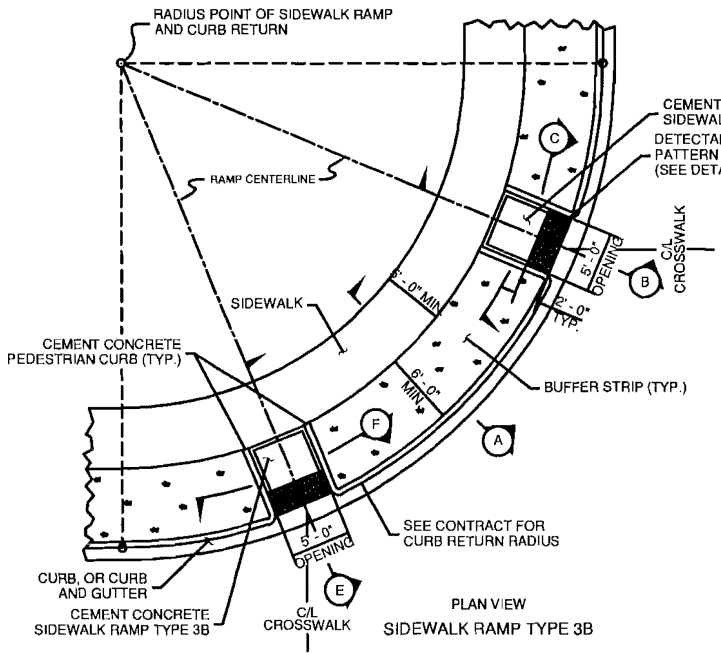 RADIUS POINT OF SIDEWALK RAMP
AND CURB RETURN
CEMENT
SIDEWAL
DETECTA
PATTERN
(SEE DETA
C
RAMP CENTERLINE
5' - 0"
OPENING
C/L
CROSSWALK
B
SIDEWALK
MIN
2' - 0"
TYP.
CEMENT CONCRETE
PEDESTRIAN CURB (TYP.)
6' - 0"
MIN
BUFFER STRIP (TYP.)
F
A
SEE CONTRACT FOR
CURB RETURN RADIUS
5' - 0"
OPENING
E
CURB, OR CURB
AND GUTTER
CEMENT CONCRETE
SIDEWALK RAMP TYPE 3B
C/L
CROSSWALK
PLAN VIEW
SIDEWALK RAMP TYPE 3B